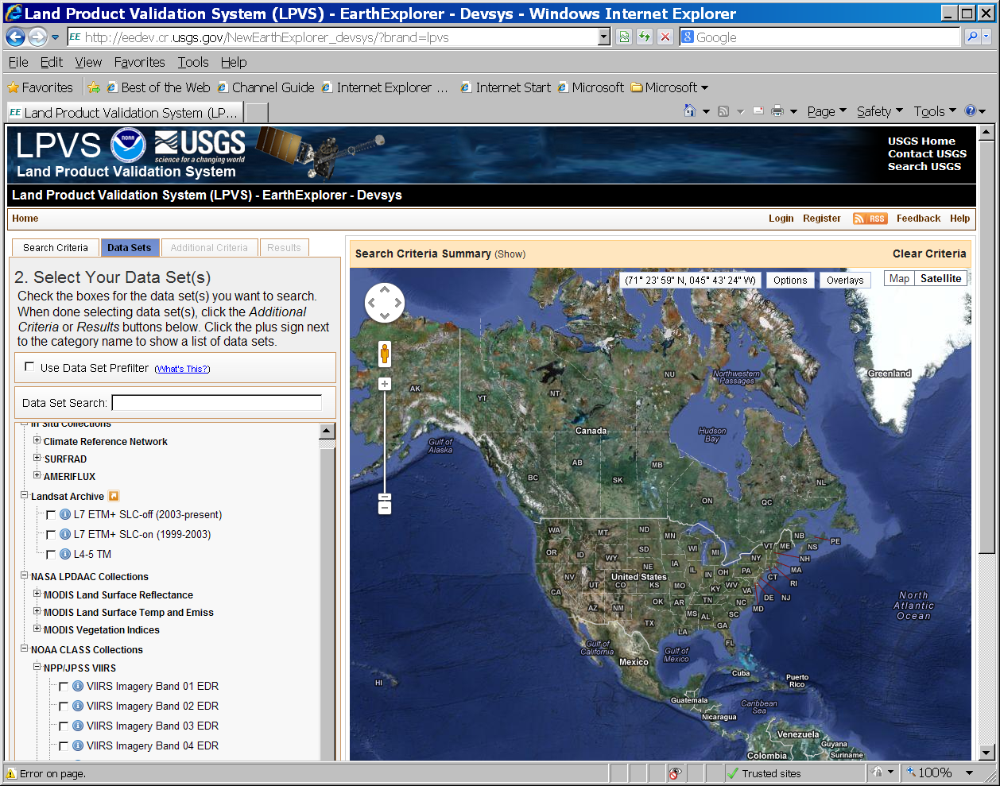 Land Product Validation System (LPVS) - EarthExplorer - Devsys - Windows Internet Explorer
EE http://eedev.cr.usgs.gov/NewEarthExplorer_devsys/?brand=lpvs
Google
File Edit View Favorites Tools Help
Favorites Best of the Web Channel Guide Internet Explorer ... Internet Start Microsoft Microsoft
EE Land Product Validation System (LP... Page Safety Tools
LPVS NOAA USGS
science for a changing world
Land Product Validation System
USGS Home
Contact USGS
Search USGS
Land Product Validation System (LPVS) - EarthExplorer - Devsys
Home Login Register RSS Feedback Help
Search Criteria Data Sets Additional Criteria Results
2. Select Your Data Set(s)
Check the boxes for the data set(s) you want to search.
When done selecting data set(s), click the Additional
Criteria or Results buttons below. Click the plus sign next
to the category name to show a list of data sets.
Use Data Set Prefilter (What's This?)
Data Set Search:
In Situ Collections
Climate Reference Network
SURFRAD
AMERIFLUX
Landsat Archive
L7 ETM+ SLC-off (2003-present)
L7 ETM+ SLC-on (1999-2003)
L4-5 TM
NASA LPDAAC Collections
MODIS Land Surface Reflectance
MODIS Land Surface Temp and Emiss
MODIS Vegetation Indices
NOAA CLASS Collections
NPP/JPSS VIIRS
VIIRS Imagery Band 01 EDR
VIIRS Imagery Band 02 EDR
VIIRS Imagery Band 03 EDR
VIIRS Imagery Band 04 EDR
Search Criteria Summary (Show) Clear Criteria
(71° 23' 59" N, 045° 43' 24" W) Options Overlays Map Satellite
Greenland
NU
Northwestern
Passages
AK
YT
NT
Canada
Hudson
Bay
Gulf of
Alaska
AB
MB
BC
SK
NL
ON
QC
WA
MT
ND
MN
NB
PE
VT
ME
NS
OR
ID
SD
WI
MI
NY
NH
WY
NE
IA
IL
IN
OH
PA
MA
CT
RI
NV
UT
United States
CO
KS
MO
KY
WV
VA
DE
NJ
MD
CA
AZ
NM
OK
AR
TN
NC
SC
MS
AL
GA
TX
LA
FL
North
Atlantic
Ocean
Gulf of
California
Gulf of
Mexico
Mexico
HI
Cuba
Puerto
Rico
Guatemala
Caribbean
Sea
Nicaragua
Venezuela
Guyana
Colombia
Suriname
Error on page. Trusted sites 100%